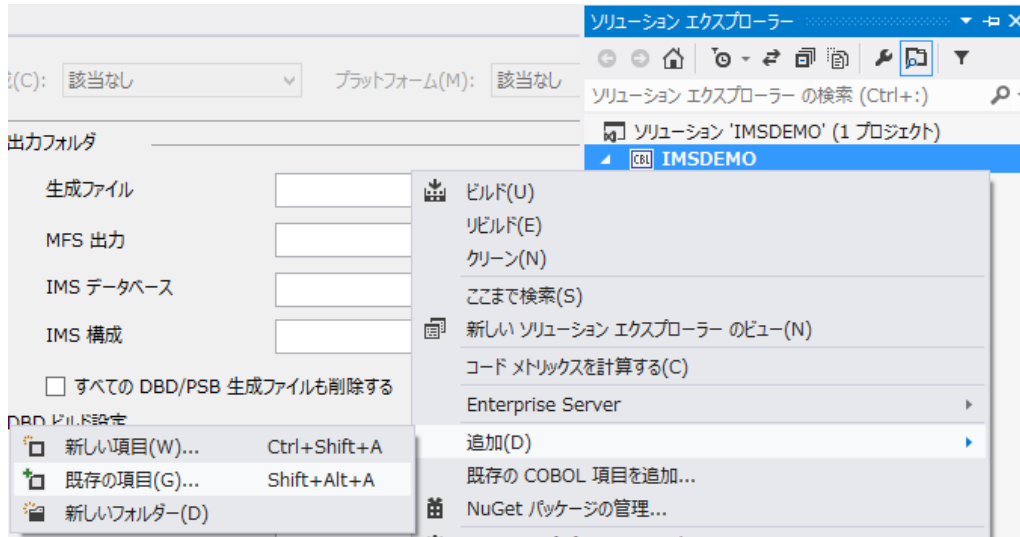 ソリューション エクスプローラー
(C): 該当なし プラットフォーム(M): 該当なし
ソリューション エクスプローラー の検索 (Ctrl+:)
ソリューション 'IMSDEMO' (1 プロジェクト)
CBL IMSDEMO
出力フォルダ
生成ファイル
MFS 出力
IMS データベース
IMS 構成
すべての DBD/PSB 生成ファイルも削除する
DBD ビルド設定
ビルド(U)
リビルド(E)
クリーン(N)
ここまで検索(S)
新しい ソリューション エクスプローラー のビュー(N)
コード メトリックスを計算する(C)
Enterprise Server
追加(D)
既存の COBOL 項目を追加...
NuGet パッケージの管理...
新しい項目(W)... Ctrl+Shift+A
既存の項目(G)... Shift+Alt+A
新しいフォルダー(D)